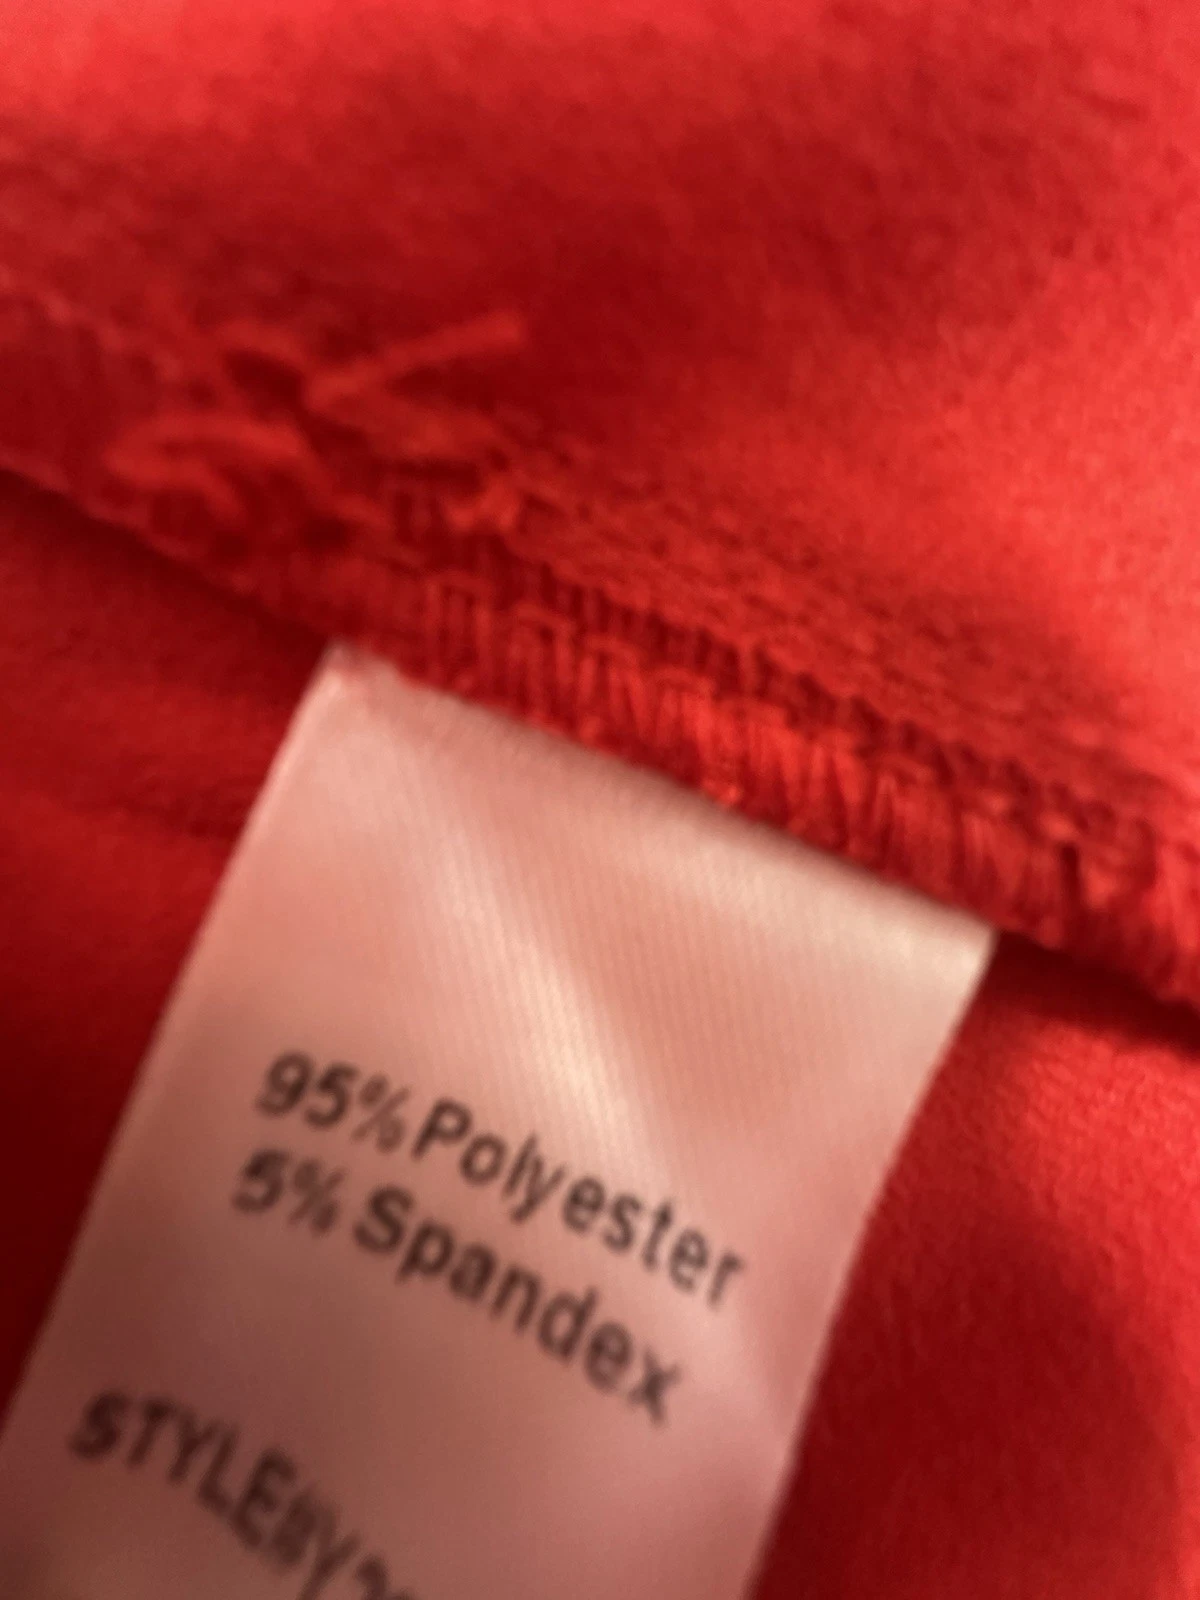 95% Polyester
5% Spandex